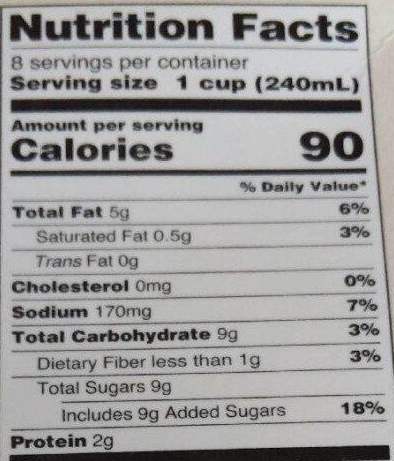 Nutrition Facts
8 servings per container
Serving size 1 cup (240mL)
Amount per serving
Calories 90
% Daily Value*
Total Fat 5g 6%
Saturated Fat 0.5g 3%
Trans Fat 0g
Cholesterol 0mg 0%
Sodium 170mg 7%
Total Carbohydrate 9g 3%
Dietary Fiber less than 1g 3%
Total Sugars 9g
Includes 9g Added Sugars 18%
Protein 2g